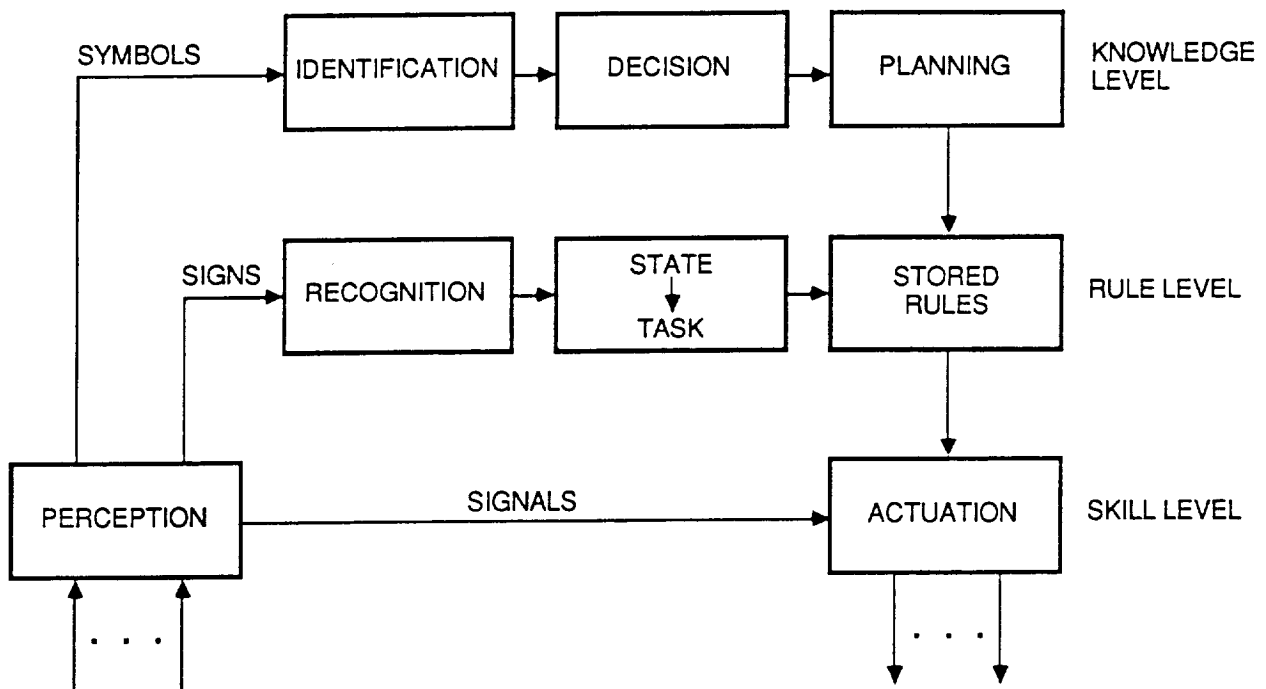 SYMBOLS
IDENTIFICATION
DECISION
PLANNING
KNOWLEDGE
LEVEL
SIGNS
RECOGNITION
STATE
TASK
STORED
RULES
RULE LEVEL
PERCEPTION
SIGNALS
ACTUATION
SKILL LEVEL
. . .
. . .